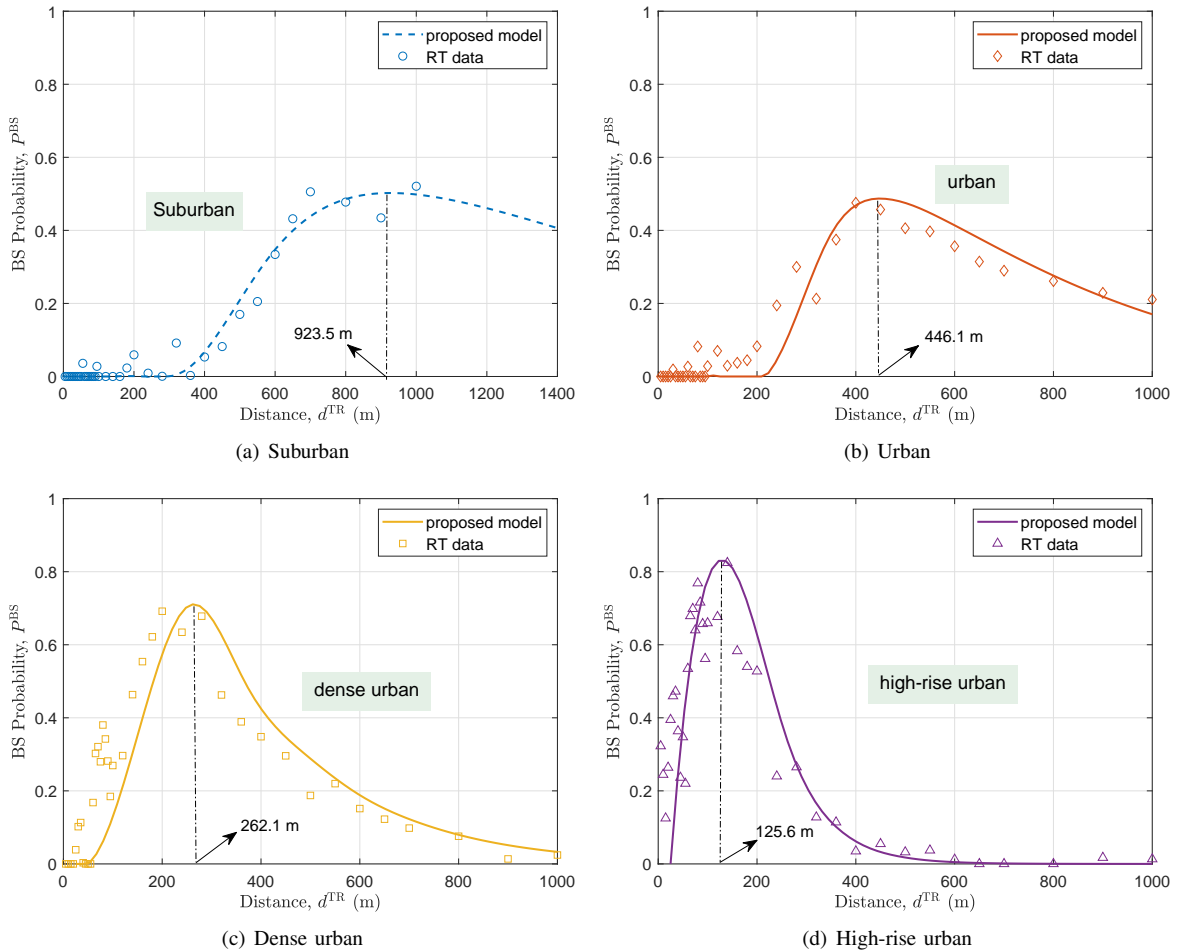 1
0.8
0.6
0.4
0.2
0
BS Probability, P^BS
proposed model
RT data
Suburban
923.5 m
0 200 400 600 800 1000 1200 1400
Distance, d^TR (m)
(a) Suburban
1
0.8
0.6
0.4
0.2
0
BS Probability, P^BS
proposed model
RT data
urban
446.1 m
0 200 400 600 800 1000
Distance, d^TR (m)
(b) Urban
1
0.8
0.6
0.4
0.2
0
BS Probability, P^BS
proposed model
RT data
dense urban
262.1 m
0 200 400 600 800 1000
Distance, d^TR (m)
(c) Dense urban
1
0.8
0.6
0.4
0.2
0
BS Probability, P^BS
proposed model
RT data
high-rise urban
125.6 m
0 200 400 600 800 1000
Distance, d^TR (m)
(d) High-rise urban